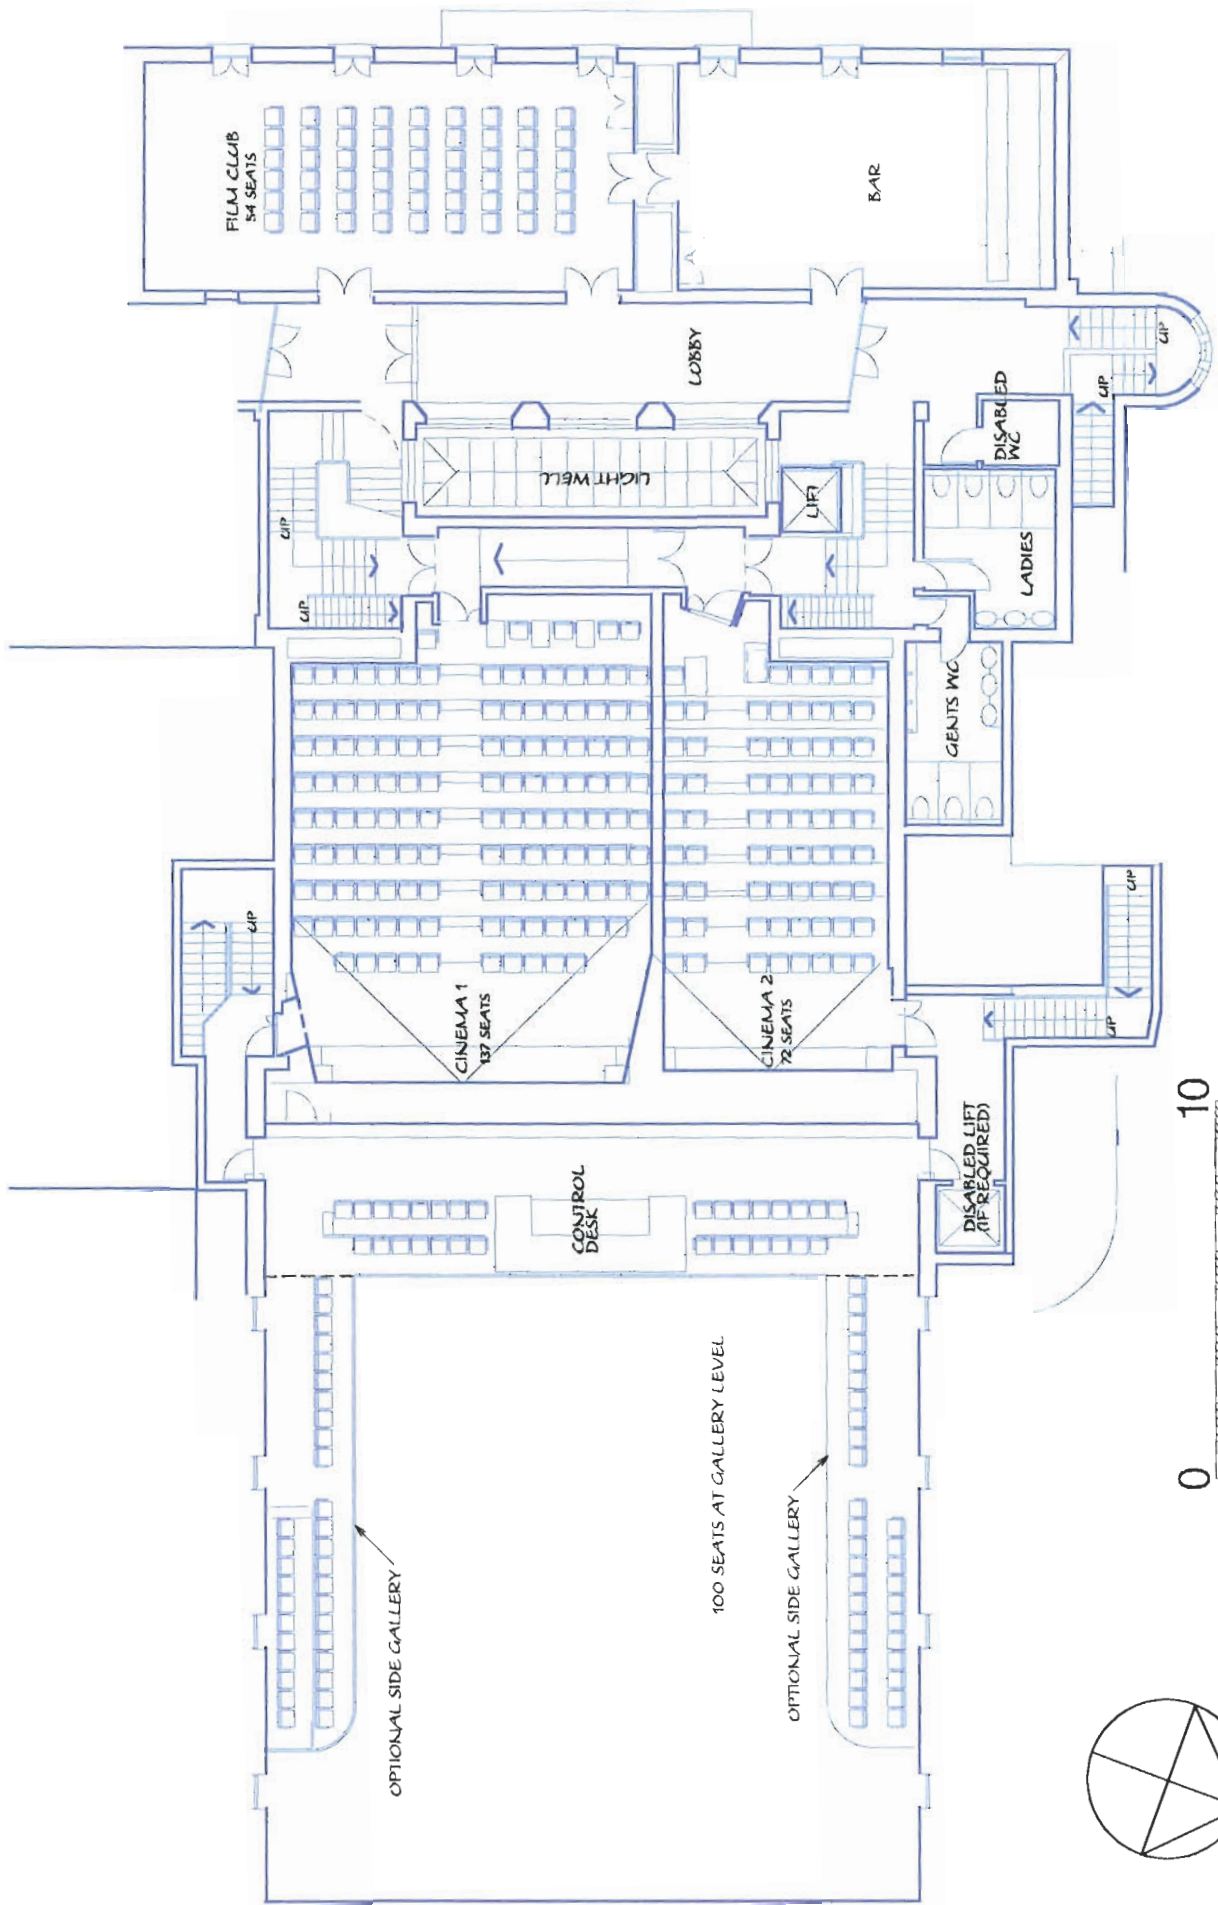 FILM CLUB
54 SEATS
BAR
LOBBY
LIGHT WELL
LIFT
DISABLED
WC
LADIES
GENTS WC
UP
UP
UP
UP
UP
UP
UP
UP
CINEMA 1
137 SEATS
CINEMA 2
72 SEATS
CONTROL
DESK
DISABLED LIFT
(IF REQUIRED)
100 SEATS AT GALLERY LEVEL
OPTIONAL SIDE GALLERY
OPTIONAL SIDE GALLERY
0
10